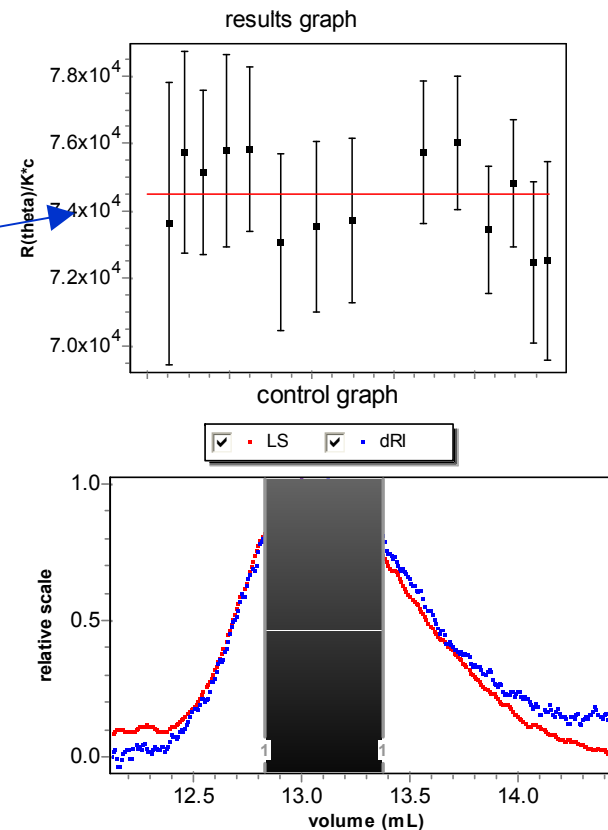 results graph
7.8x10^4
7.6x10^4
7.4x10^4
7.2x10^4
7.0x10^4
R(theta)/K*c
control graph
LS dRI
1.0
0.5
0.0
relative scale
1 1
12.5 13.0 13.5 14.0
volume (mL)